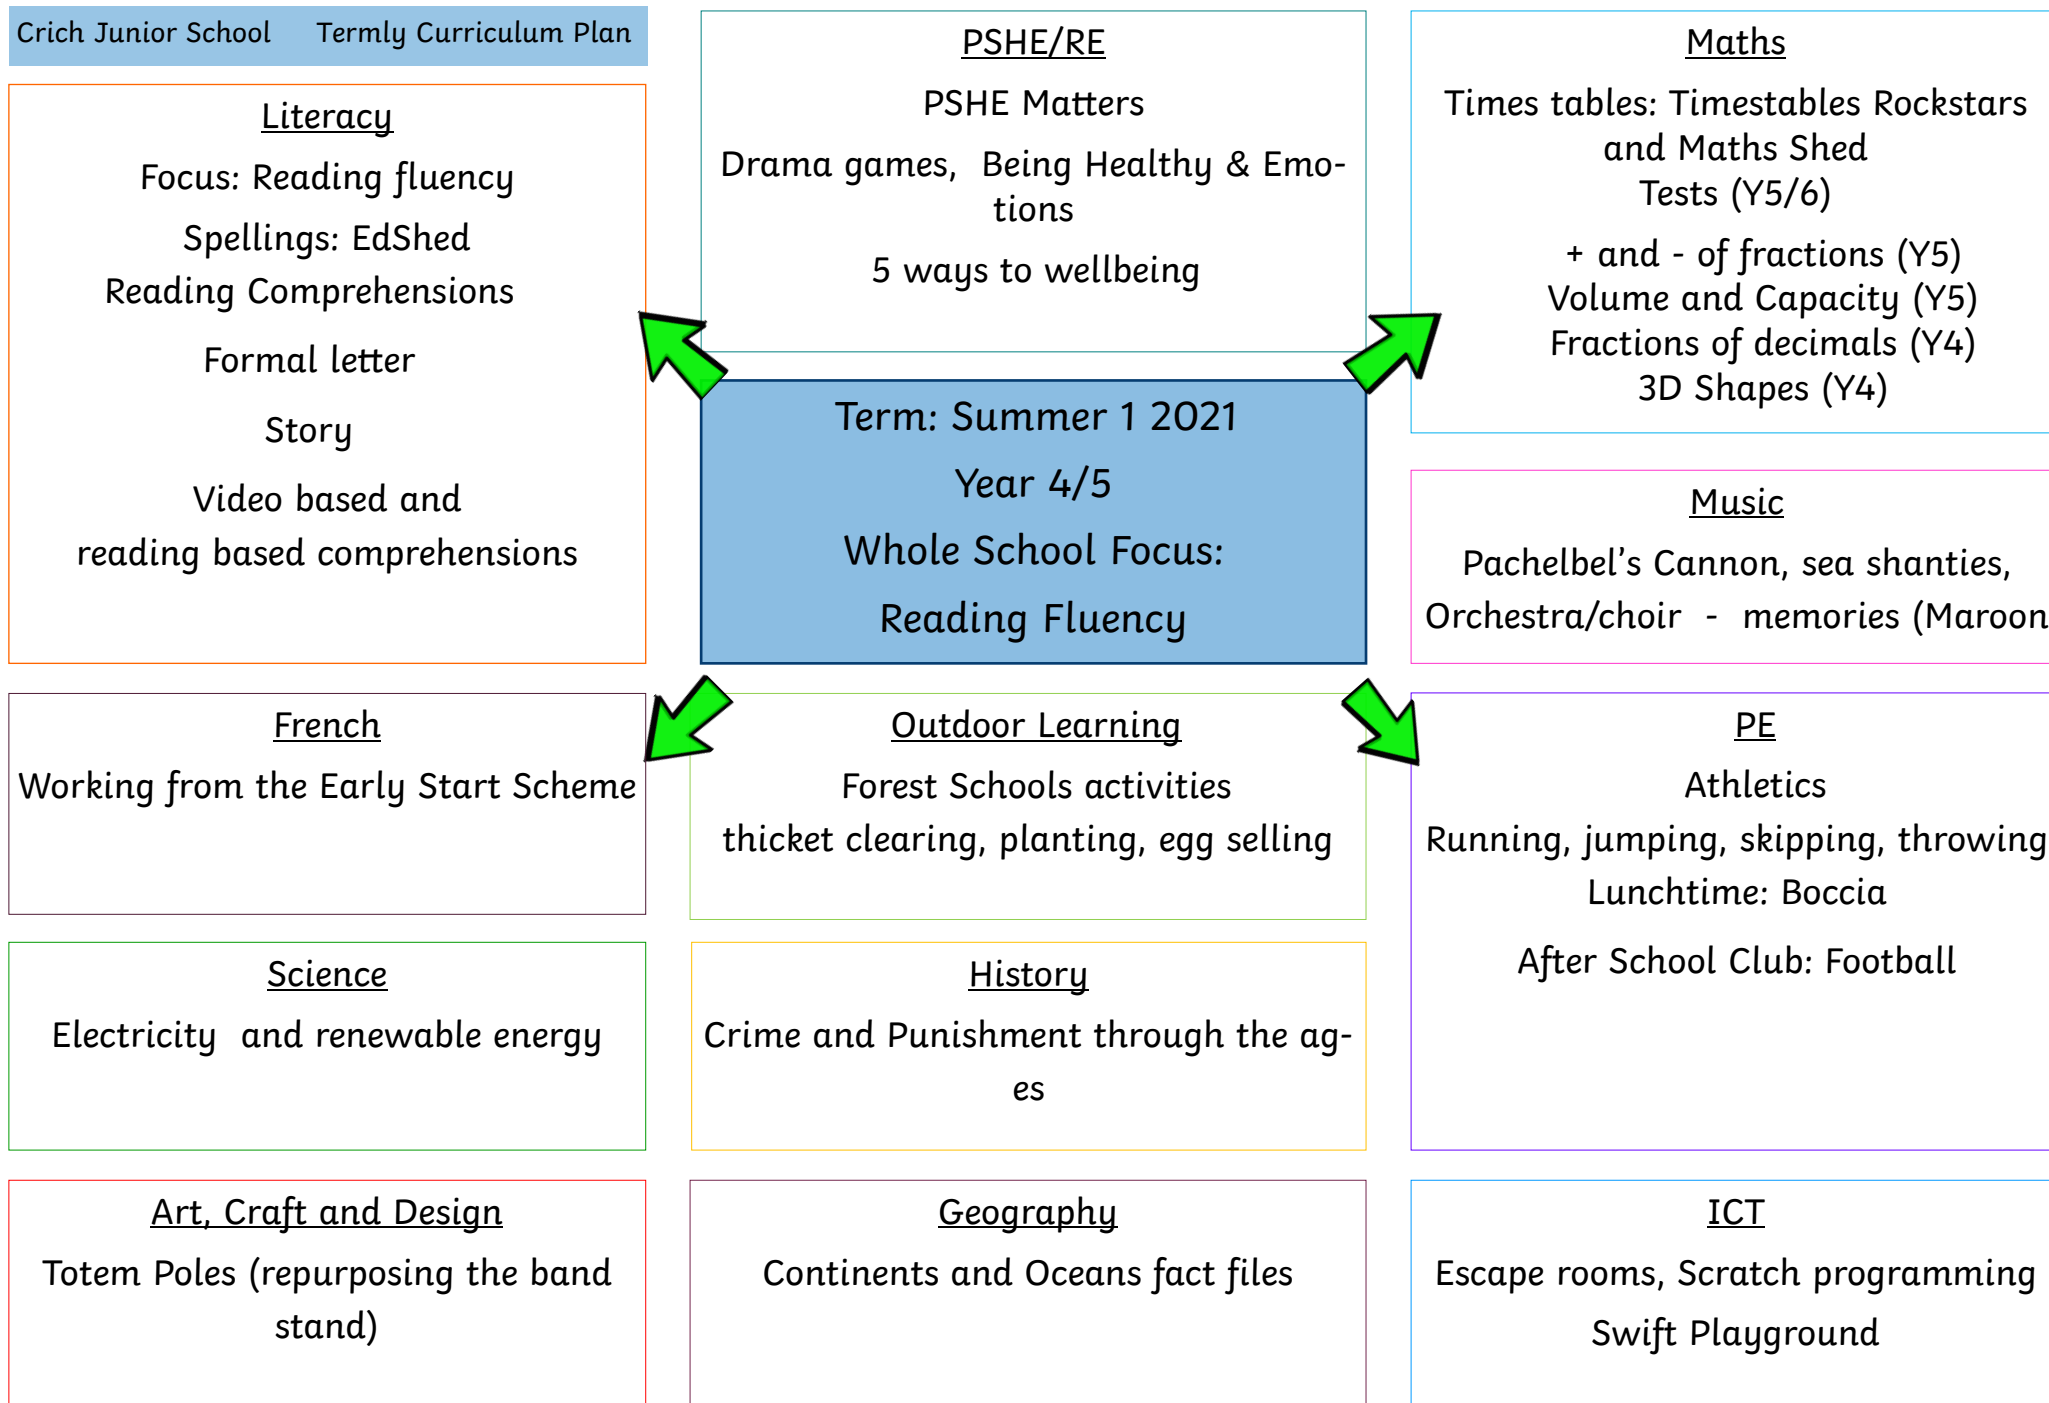 Crich Junior School Termly Curriculum Plan
Literacy
Focus: Reading fluency
Spellings: EdShed
Reading Comprehensions
Formal letter
Story
Video based and
reading based comprehensions
PSHE/RE
PSHE Matters
Drama games, Being Healthy & Emo-
tions
5 ways to wellbeing
Maths
Times tables: Timestables Rockstars
and Maths Shed
Tests (Y5/6)
+ and - of fractions (Y5)
Volume and Capacity (Y5)
Fractions of decimals (Y4)
3D Shapes (Y4)
Term: Summer 1 2021
Year 4/5
Whole School Focus:
Reading Fluency
Music
Pachelbel's Cannon, sea shanties,
Orchestra/choir - memories (Maroon
French
Working from the Early Start Scheme
Outdoor Learning
Forest Schools activities
thicket clearing, planting, egg selling
PE
Athletics
Running, jumping, skipping, throwing
Lunchtime: Boccia
After School Club: Football
Science
Electricity and renewable energy
History
Crime and Punishment through the ag-
es
Art, Craft and Design
Totem Poles (repurposing the band
stand)
Geography
Continents and Oceans fact files
ICT
Escape rooms, Scratch programming
Swift Playground